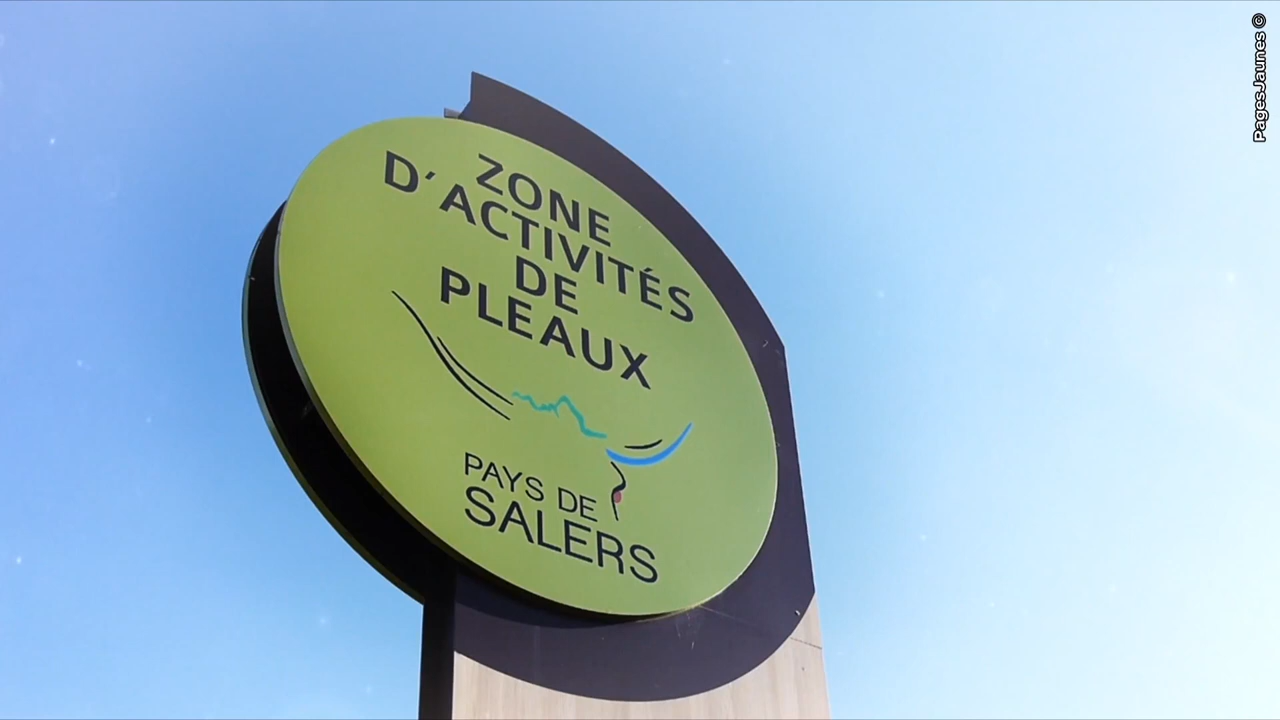 ZONE
D'ACTIVITÉS
DE
PLEAUX
PAYS DE
SALERS
PagesJaunes ©